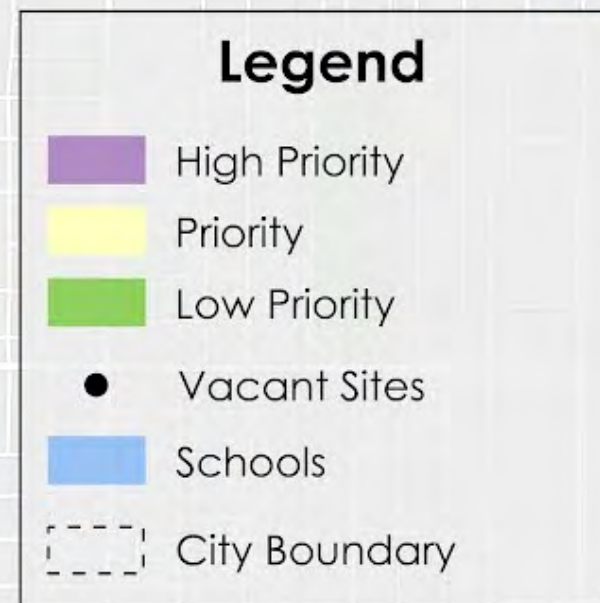 Legend
High Priority
Priority
Low Priority
Vacant Sites
Schools
City Boundary